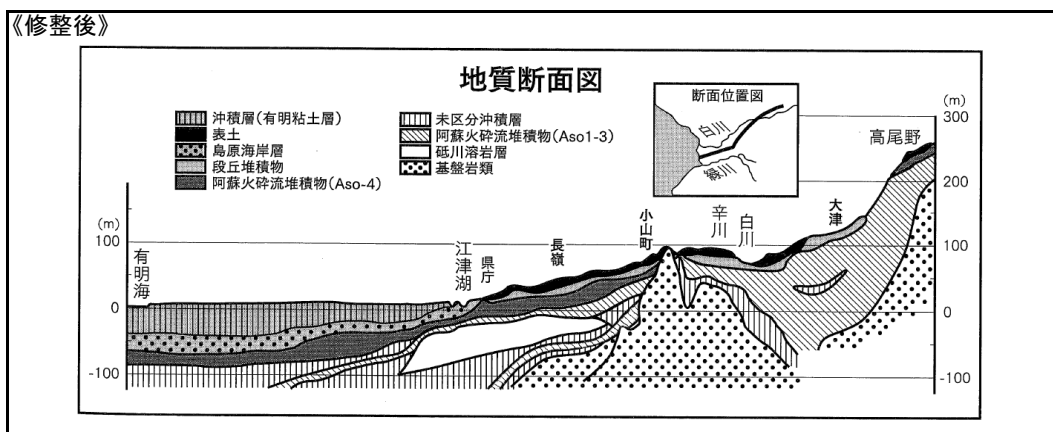 《修整後》
地質断面図
沖積層(有明粘土層)
表土
島原海岸層
段丘堆積物
阿蘇火砕流堆積物(Aso-4)
未区分沖積層
阿蘇火砕流堆積物(Aso1-3)
砥川溶岩層
基盤岩類
断面位置図
白川
緑川
(m)
300
200
100
0
-100
(m)
100
0
-100
有明海
江津湖
県庁
長嶺
小山町
辛川
白川
大津
高尾野